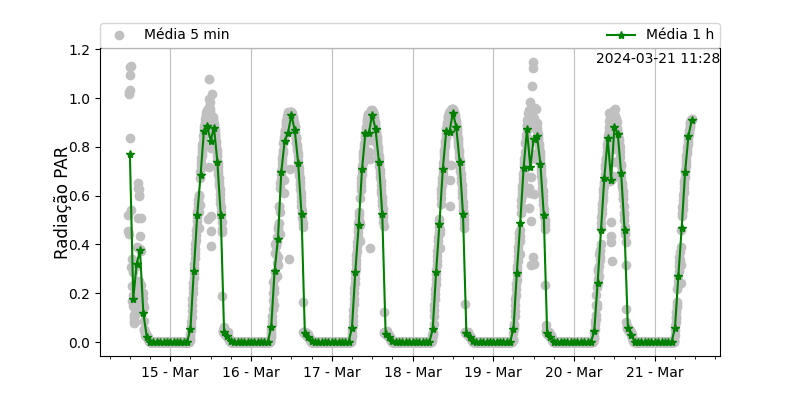 Média 5 min
Média 1 h
2024-03-21 11:28
Radiação PAR
1.2
1.0
0.8
0.6
0.4
0.2
0.0
15 - Mar
16 - Mar
17 - Mar
18 - Mar
19 - Mar
20 - Mar
21 - Mar